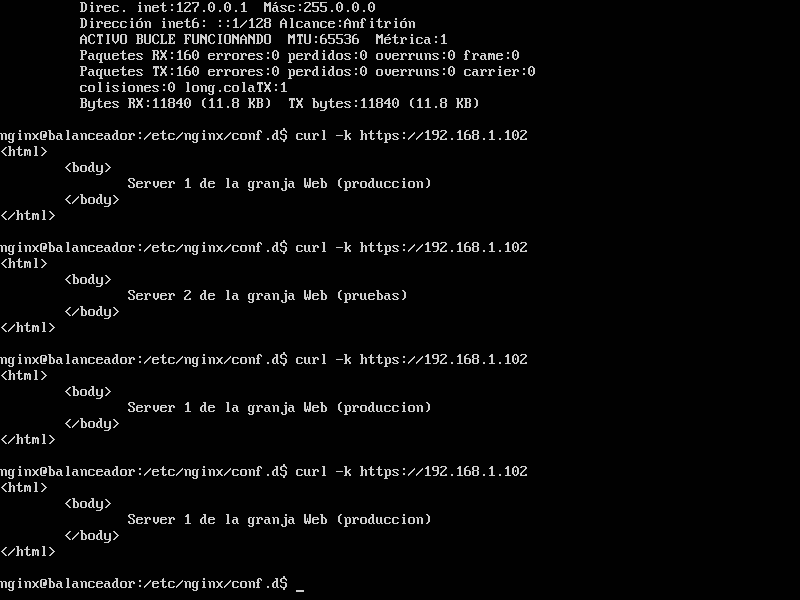 Direc. inet:127.0.0.1  Másc:255.0.0.0
Dirección inet6: ::1/128 Alcance:Anfitrión
ACTIVO BUCLE FUNCIONANDO  MTU:65536  Métrica:1
Paquetes RX:160 errores:0 perdidos:0 overruns:0 frame:0
Paquetes TX:160 errores:0 perdidos:0 overruns:0 carrier:0
colisiones:0 long.colaTX:1
Bytes RX:11840 (11.8 KB)  TX bytes:11840 (11.8 KB)
nginx@balanceador:/etc/nginx/conf.d$ curl -k https://192.168.1.102
<html>
<body>
Server 1 de la granja Web (produccion)
</body>
</html>
nginx@balanceador:/etc/nginx/conf.d$ curl -k https://192.168.1.102
<html>
<body>
Server 2 de la granja Web (pruebas)
</body>
</html>
nginx@balanceador:/etc/nginx/conf.d$ curl -k https://192.168.1.102
<html>
<body>
Server 1 de la granja Web (produccion)
</body>
</html>
nginx@balanceador:/etc/nginx/conf.d$ curl -k https://192.168.1.102
<html>
<body>
Server 1 de la granja Web (produccion)
</body>
</html>
nginx@balanceador:/etc/nginx/conf.d$ _